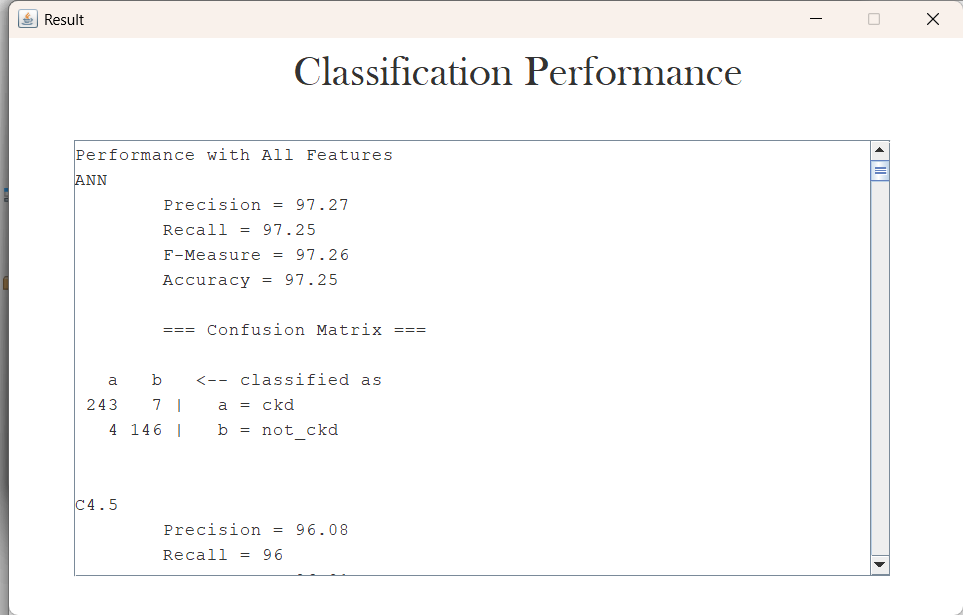 Result
Classification Performance
Performance with All Features
ANN
Precision = 97.27
Recall = 97.25
F-Measure = 97.26
Accuracy = 97.25
=== Confusion Matrix ===
a b <-- classified as
243 7 | a = ckd
4 146 | b = not_ckd
C4.5
Precision = 96.08
Recall = 96